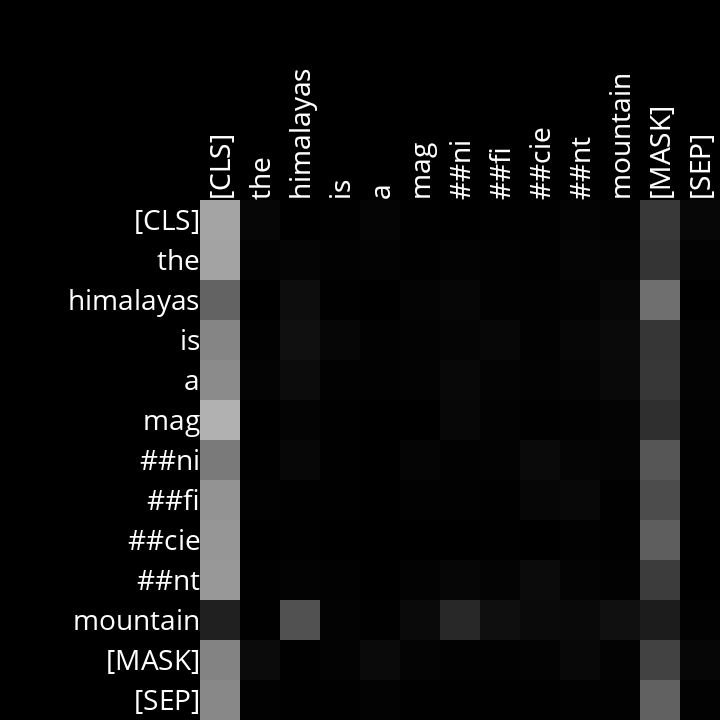 [CLS]
the
himalayas
is
a
mag
##ni
##fi
##cie
##nt
mountain
[MASK]
[SEP]
[CLS]
the
himalayas
is
a
mag
##ni
##fi
##cie
##nt
mountain
[MASK]
[SEP]